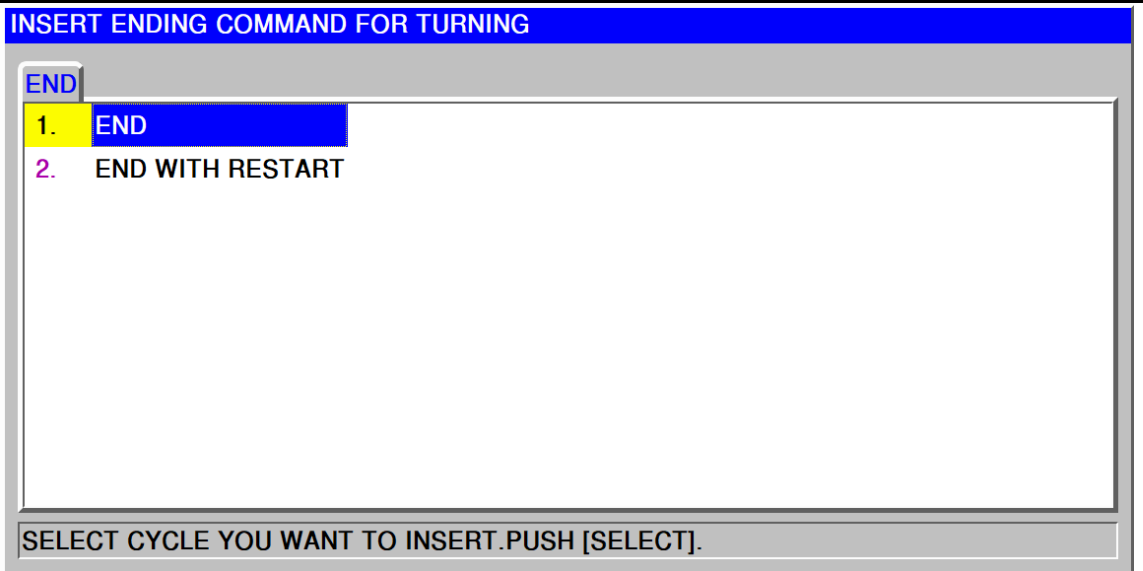 INSERT ENDING COMMAND FOR TURNING
END
1. END
2. END WITH RESTART
SELECT CYCLE YOU WANT TO INSERT.PUSH [SELECT].